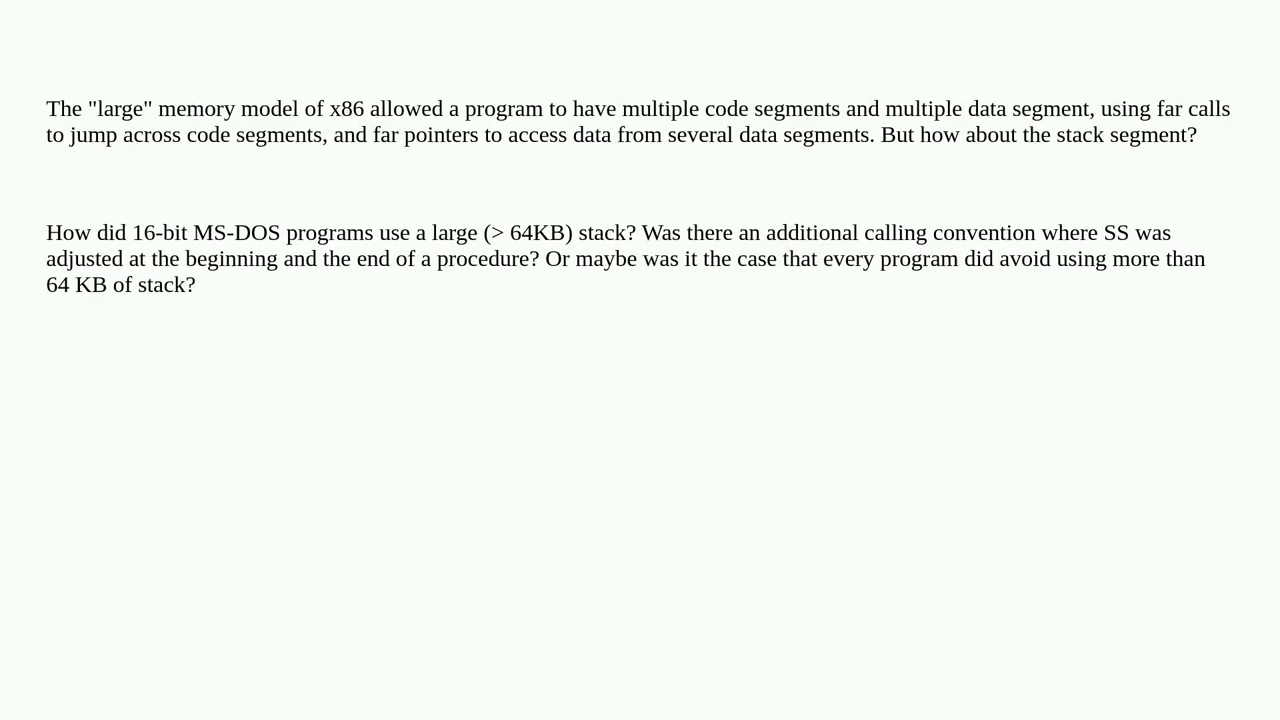 The "large" memory model of x86 allowed a program to have multiple code segments and multiple data segment, using far calls
to jump across code segments, and far pointers to access data from several data segments. But how about the stack segment?
How did 16-bit MS-DOS programs use a large (> 64KB) stack? Was there an additional calling convention where SS was
adjusted at the beginning and the end of a procedure? Or maybe was it the case that every program did avoid using more than
64 KB of stack?